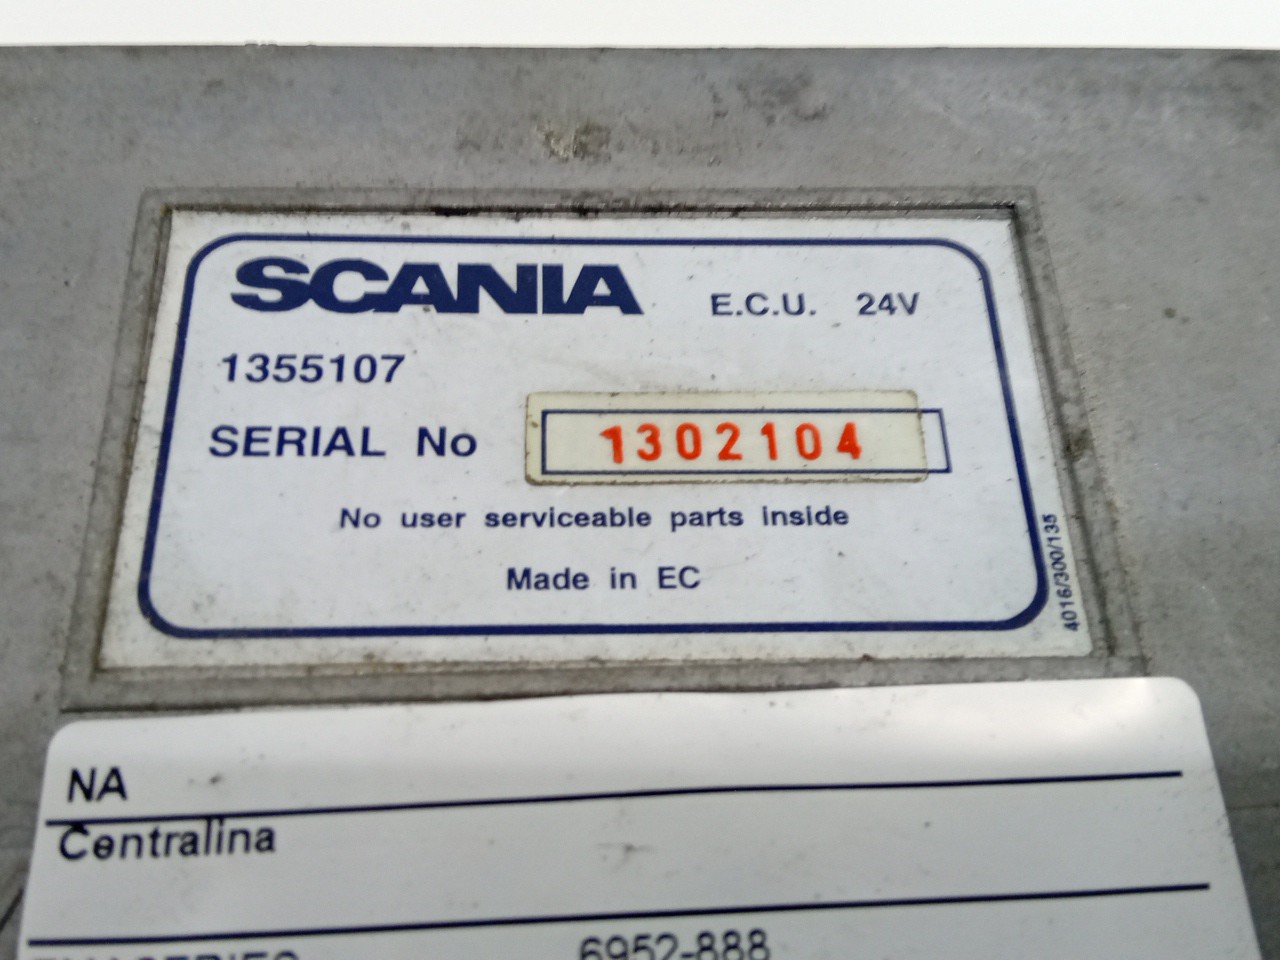 SCANIA E.C.U. 24V
1355107
SERIAL No 1302104
No user serviceable parts inside
Made in EC
4016/300/135
NA
Centralina
6952-888